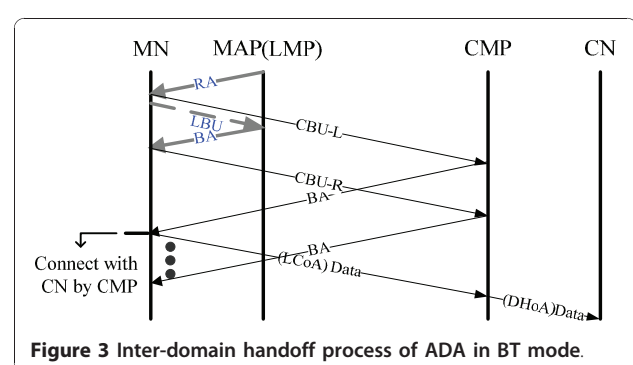 MN MAP(LMP) CMP CN
RA
LBU
CBU-L
BA
CBU-R
BA
BA
(LCoA) Data
Connect with
CN by CMP
(DHoA)Data
Figure 3 Inter-domain handoff process of ADA in BT mode.